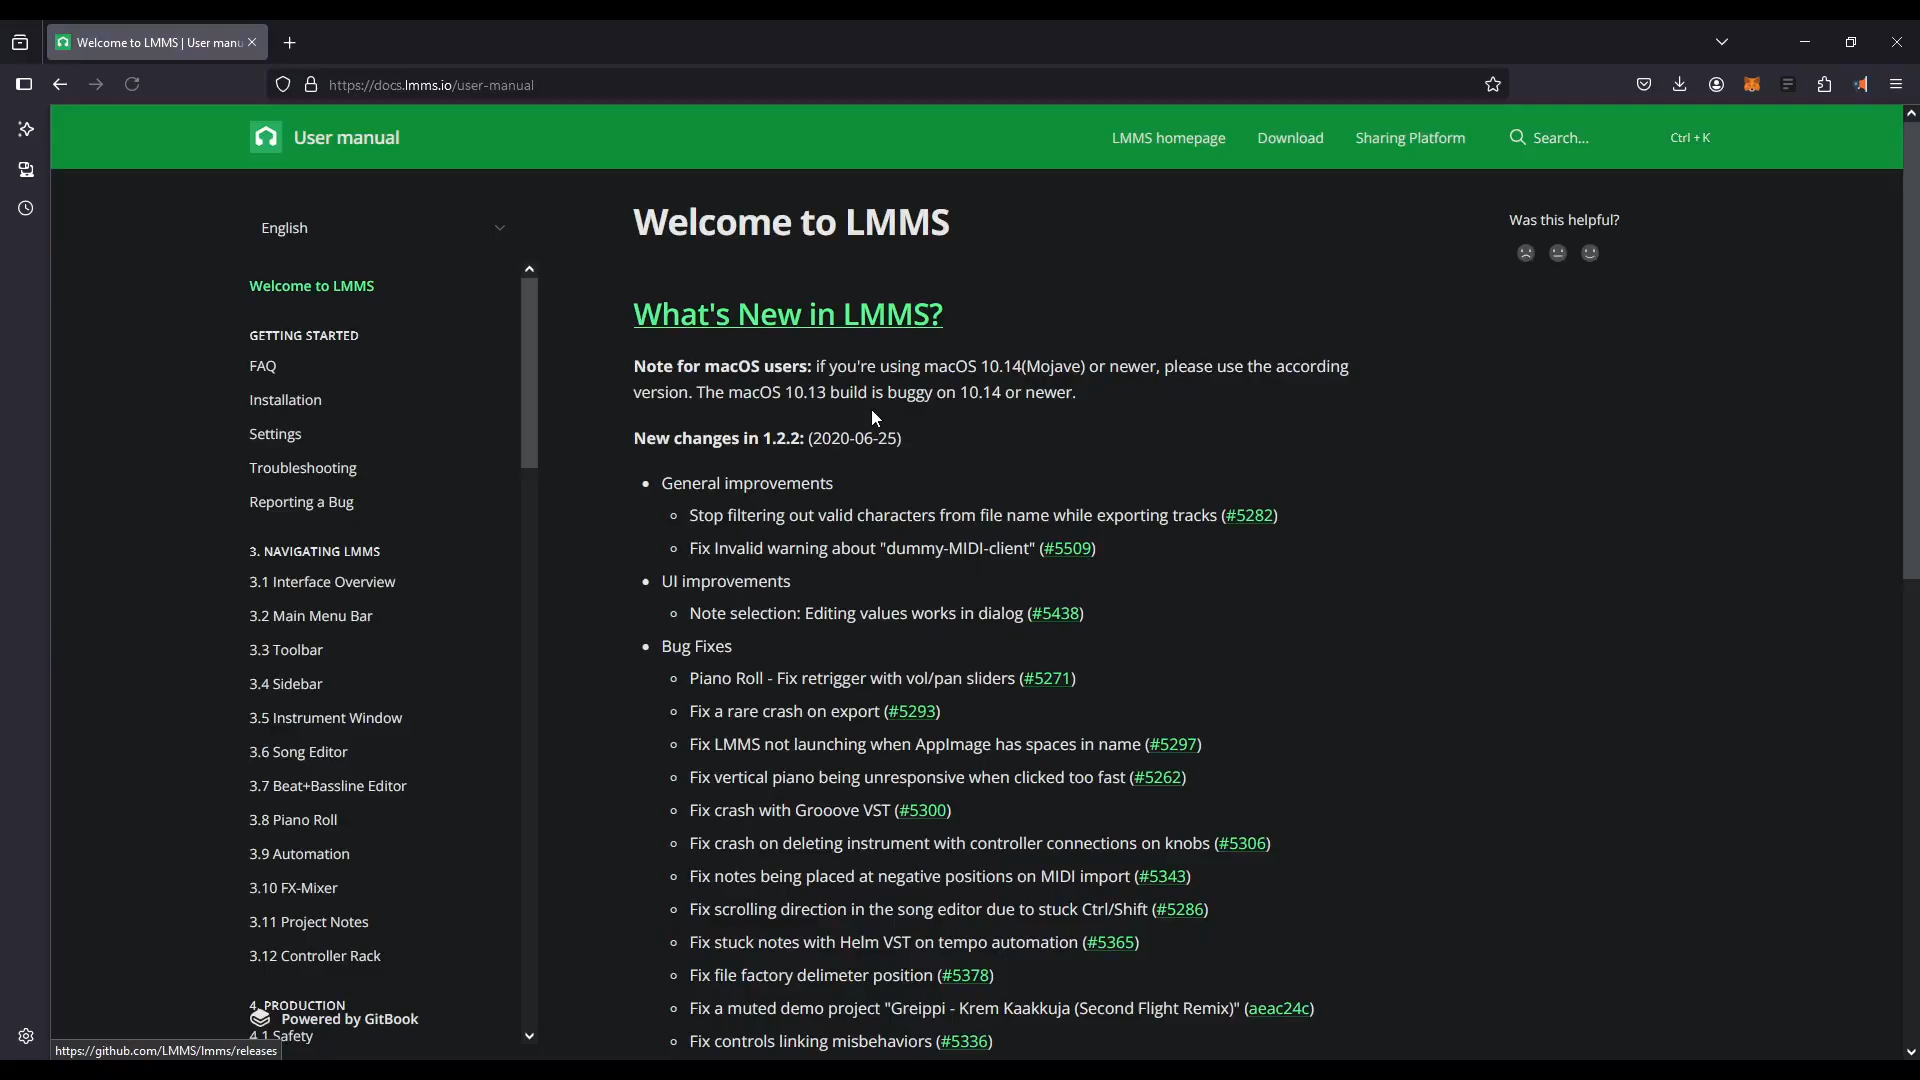 Welcome to LMMS | User manu
https://docs.lmms.io/user-manual
User manual
LMMS homepage
Download
Sharing Platform
Search...
Ctrl + K
English
Welcome to LMMS
GETTING STARTED
FAQ
Installation
Settings
Troubleshooting
Reporting a Bug
3. NAVIGATING LMMS
3.1 Interface Overview
3.2 Main Menu Bar
3.3 Toolbar
3.4 Sidebar
3.5 Instrument Window
3.6 Song Editor
3.7 Beat+Bassline Editor
3.8 Piano Roll
3.9 Automation
3.10 FX-Mixer
3.11 Project Notes
3.12 Controller Rack
4. PRODUCTION
Powered by GitBook
4.1 Safety
https://github.com/LMMS/lmms/releases
Welcome to LMMS
What's New in LMMS?
Note for macOS users: if you're using macOS 10.14(Mojave) or newer, please use the according
version. The macOS 10.13 build is buggy on 10.14 or newer.
New changes in 1.2.2: (2020-06-25)
General improvements
Stop filtering out valid characters from file name while exporting tracks (#5282)
Fix Invalid warning about "dummy-MIDI-client" (#5509)
UI improvements
Note selection: Editing values works in dialog (#5438)
Bug Fixes
Piano Roll - Fix retrigger with vol/pan sliders (#5271)
Fix a rare crash on export (#5293)
Fix LMMS not launching when AppImage has spaces in name (#5297)
Fix vertical piano being unresponsive when clicked too fast (#5262)
Fix crash with Grooove VST (#5300)
Fix crash on deleting instrument with controller connections on knobs (#5306)
Fix notes being placed at negative positions on MIDI import (#5343)
Fix scrolling direction in the song editor due to stuck Ctrl/Shift (#5286)
Fix stuck notes with Helm VST on tempo automation (#5365)
Fix file factory delimeter position (#5378)
Fix a muted demo project "Greippi - Krem Kaakkuja (Second Flight Remix)" (aeac24c)
Fix controls linking misbehaviors (#5336)
Was this helpful?